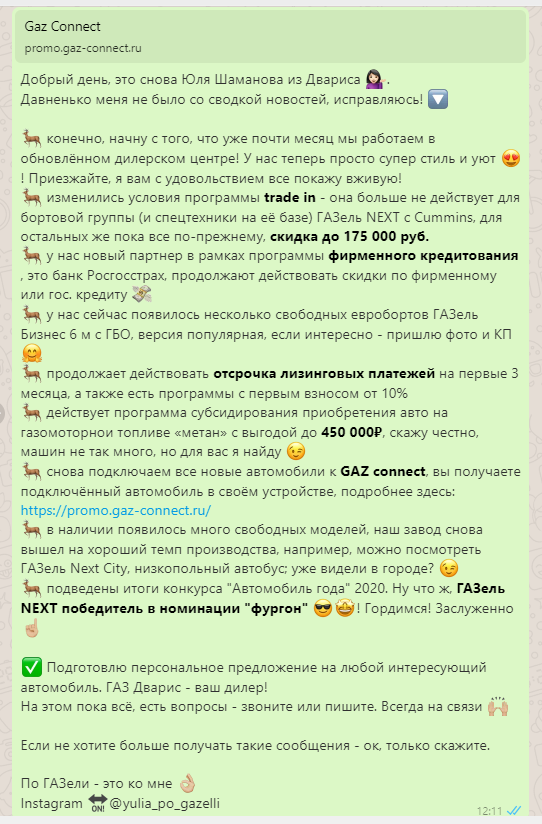 Gaz Connect
promo.gaz-connect.ru
Добрый день, это снова Юля Шаманова из Двариса 💁🏻‍♀️.
Давненько меня не было со сводкой новостей, исправляюсь! 🔽
🦌 конечно, начну с того, что уже почти месяц мы работаем в
обновлённом дилерском центре! У нас теперь просто супер стиль и уют 😍
! Приезжайте, я вам с удовольствием все покажу вживую!
🦌 изменились условия программы trade in - она больше не действует для
бортовой группы (и спецтехники на её базе) ГАЗель NEXT с Cummins, для
остальных же пока все по-прежнему, скидка до 175 000 руб.
🦌 у нас новый партнер в рамках программы фирменного кредитования
, это банк Росгосстрах, продолжают действовать скидки по фирменному
или гос. кредиту 💸
🦌 у нас сейчас появилось несколько свободных евробортов ГАЗель
Бизнес 6 м с ГБО, версия популярная, если интересно - пришлю фото и КП
🤗
🦌 продолжает действовать отсрочка лизинговых платежей на первые 3
месяца, а также есть программы с первым взносом от 10%
🦌 действует программа субсидирования приобретения авто на
газомоторнои топливе «метан» с выгодой до 450 000₽, скажу честно,
машин не так много, но для вас я найду 😉
🦌 снова подключаем все новые автомобили к GAZ connect, вы получаете
подключённый автомобиль в своём устройстве, подробнее здесь:
https://promo.gaz-connect.ru/
🦌 в наличии появилось много свободных моделей, наш завод снова
вышел на хороший темп производства, например, можно посмотреть
ГАЗель Next City, низкопольный автобус; уже видели в городе? 😉
🦌 подведены итоги конкурса "Автомобиль года" 2020. Ну что ж, ГАЗель
NEXT победитель в номинации "фургон" 😎🤩! Гордимся! Заслуженно
☝🏼
✅ Подготовлю персональное предложение на любой интересующий
автомобиль. ГАЗ Дварис - ваш дилер!
На этом пока всё, есть вопросы - звоните или пишите. Всегда на связи 🙌🏼
Если не хотите больше получать такие сообщения - ок, только скажите.
По ГАЗели - это ко мне 👌🏼
Instagram 🔛@yulia_po_gazelli
12:11